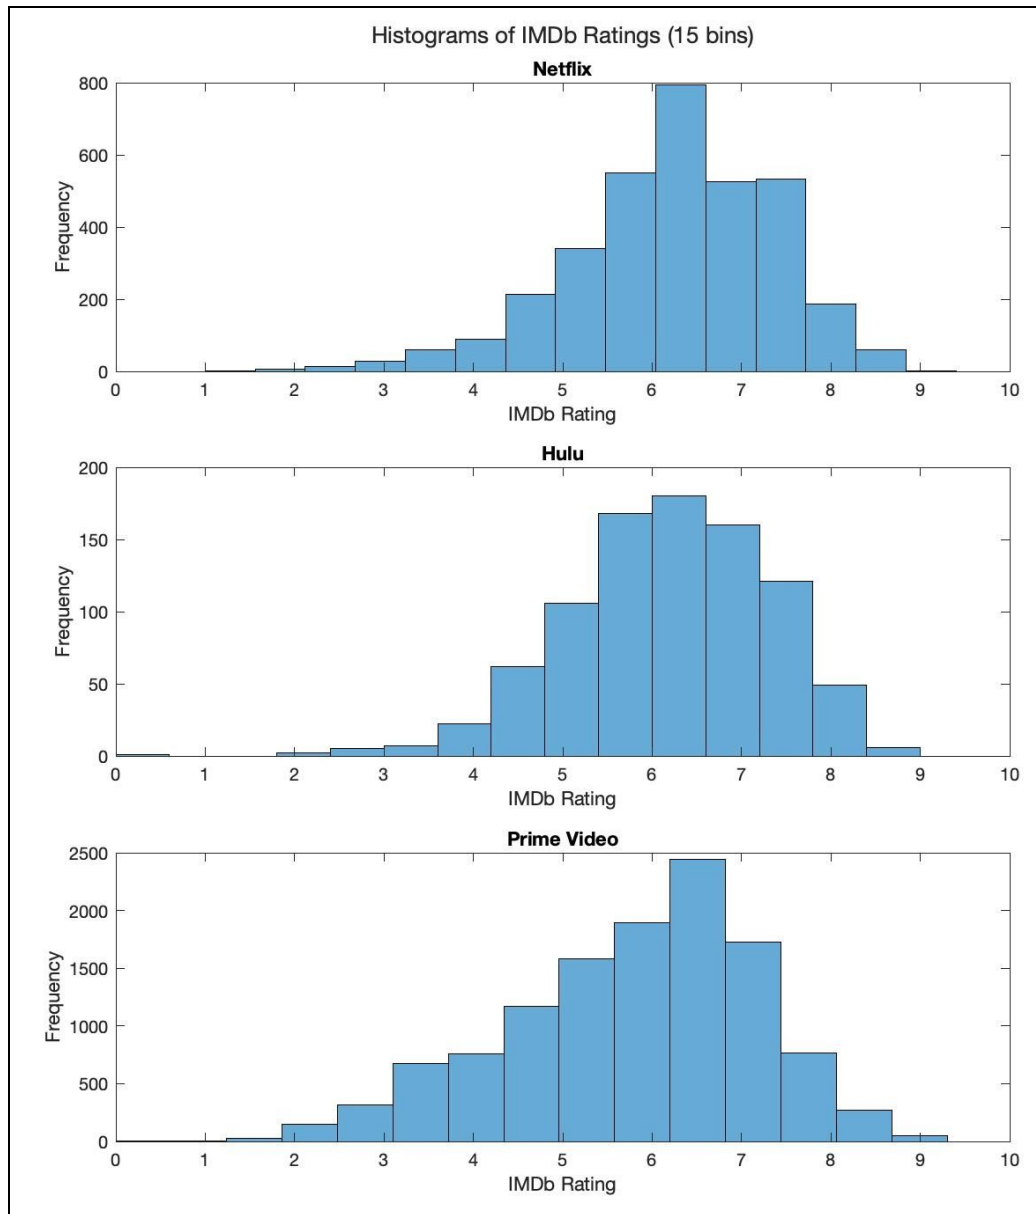 Histograms of IMDb Ratings (15 bins)
Netflix
800
600
400
200
0
Frequency
0 1 2 3 4 5 6 7 8 9 10
IMDb Rating
Hulu
200
150
100
50
0
Frequency
0 1 2 3 4 5 6 7 8 9 10
IMDb Rating
Prime Video
2500
2000
1500
1000
500
0
Frequency
0 1 2 3 4 5 6 7 8 9 10
IMDb Rating